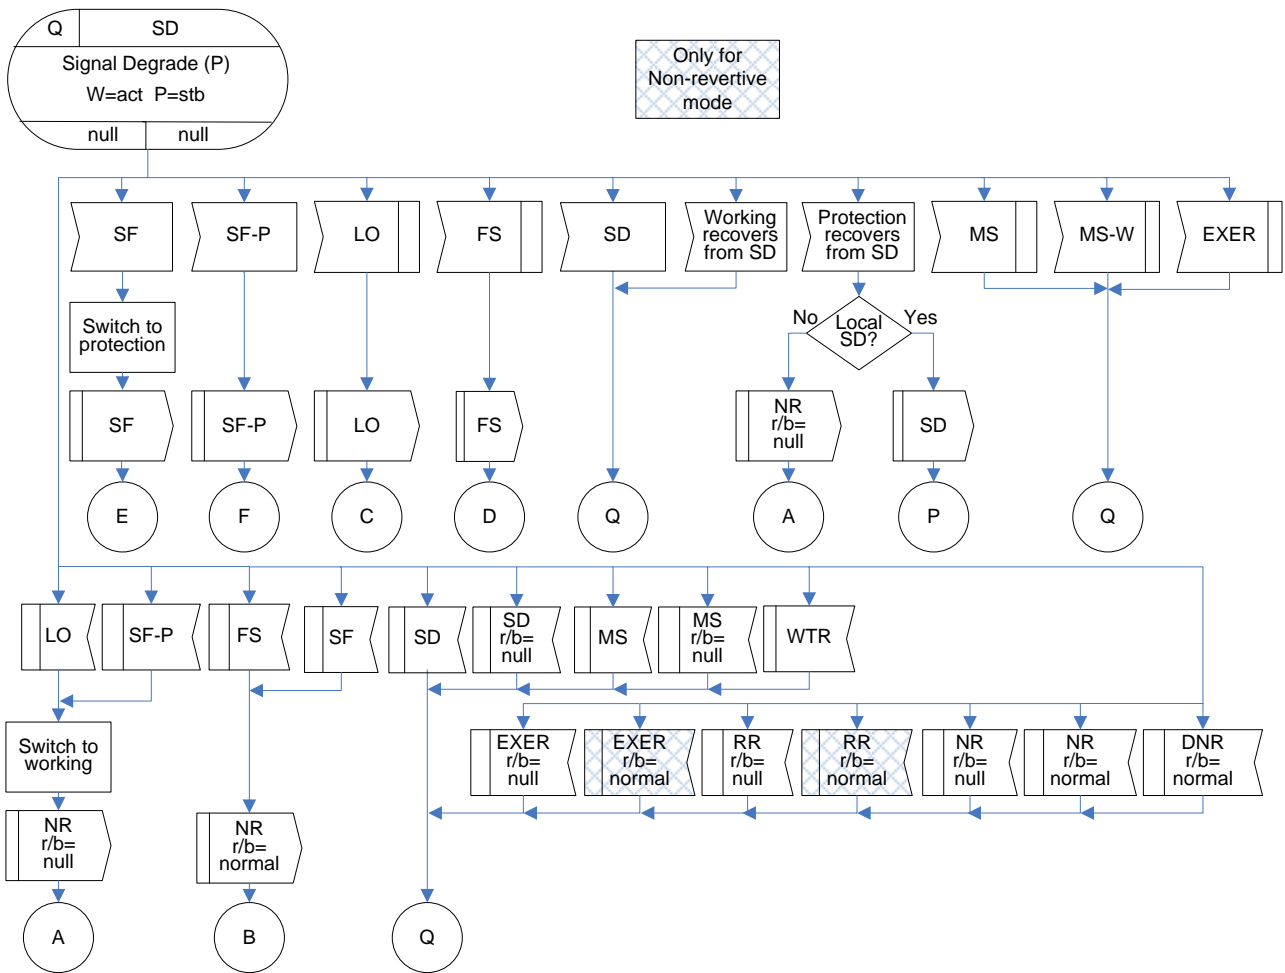 Q SD
Signal Degrade (P)
W=act P=stb
null null
Only for
Non-revertive
mode
SF
SF-P
LO
FS
SD
Working
recovers
from SD
Protection
recovers
from SD
MS
MS-W
EXER
Switch to
protection
No
Local
SD?
Yes
SF
SF-P
LO
FS
NR
r/b=
null
SD
E
F
C
D
Q
A
P
Q
LO
SF-P
FS
SF
SD
SD
r/b=
null
MS
MS
r/b=
null
WTR
Switch to
working
EXER
r/b=
null
EXER
r/b=
normal
RR
r/b=
null
RR
r/b=
normal
NR
r/b=
null
NR
r/b=
normal
DNR
r/b=
normal
NR
r/b=
null
NR
r/b=
normal
A
B
Q